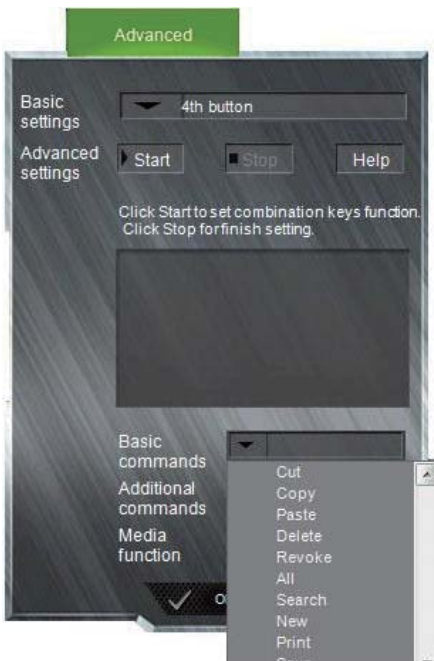 Advanced
Basic
settings
4th button
Advanced
settings
Start
Stop
Help
Click Start to set combination keys function.
Click Stop for finish setting.
Basic
commands
Additional
commands
Media
function
Cut
Copy
Paste
Delete
Revoke
All
Search
New
Print